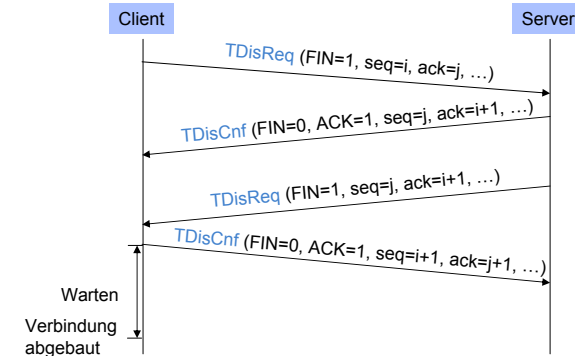 Client
Server
TDisReq (FIN=1, seq=i, ack=j, …)
TDisCnf (FIN=0, ACK=1, seq=j, ack=i+1, …)
TDisReq (FIN=1, seq=j, ack=i+1, …)
TDisCnf (FIN=0, ACK=1, seq=i+1, ack=j+1, …)
Warten
Verbindung
abgebaut